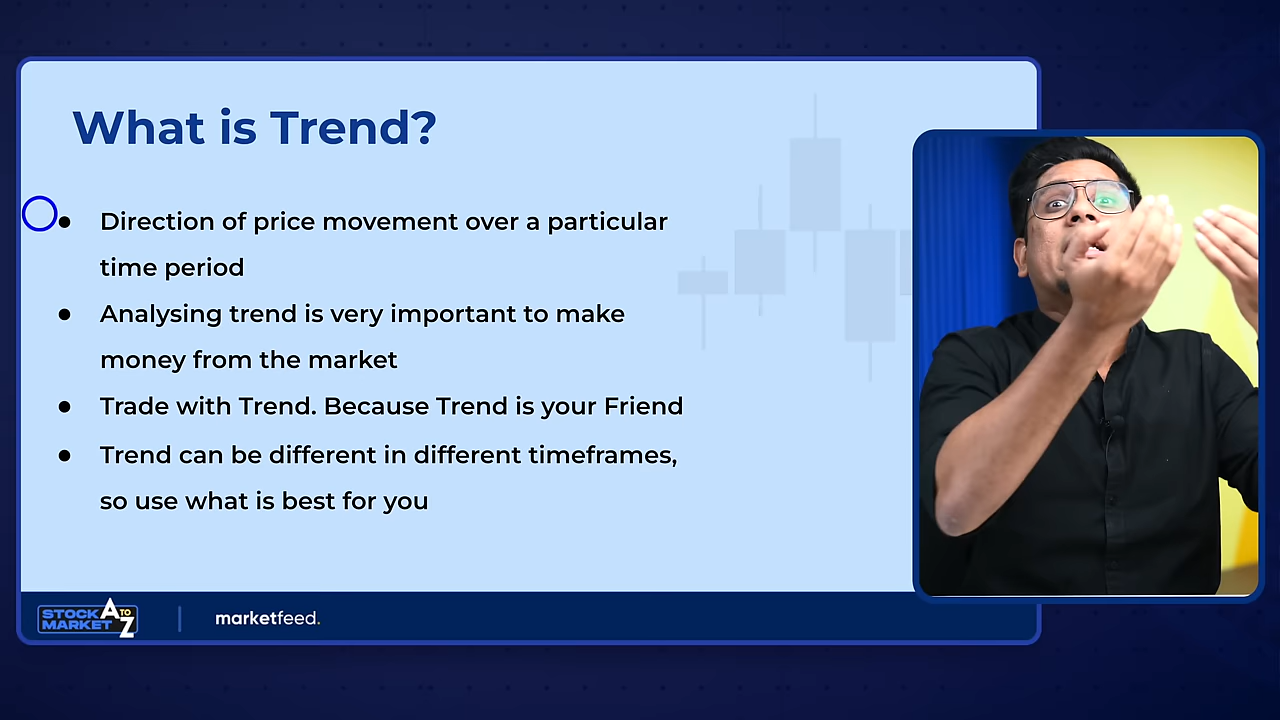 What is Trend?
● Direction of price movement over a particular
time period
● Analysing trend is very important to make
money from the market
● Trade with Trend. Because Trend is your Friend
● Trend can be different in different timeframes,
so use what is best for you
STOCK MARKET A TO Z
marketfeed.